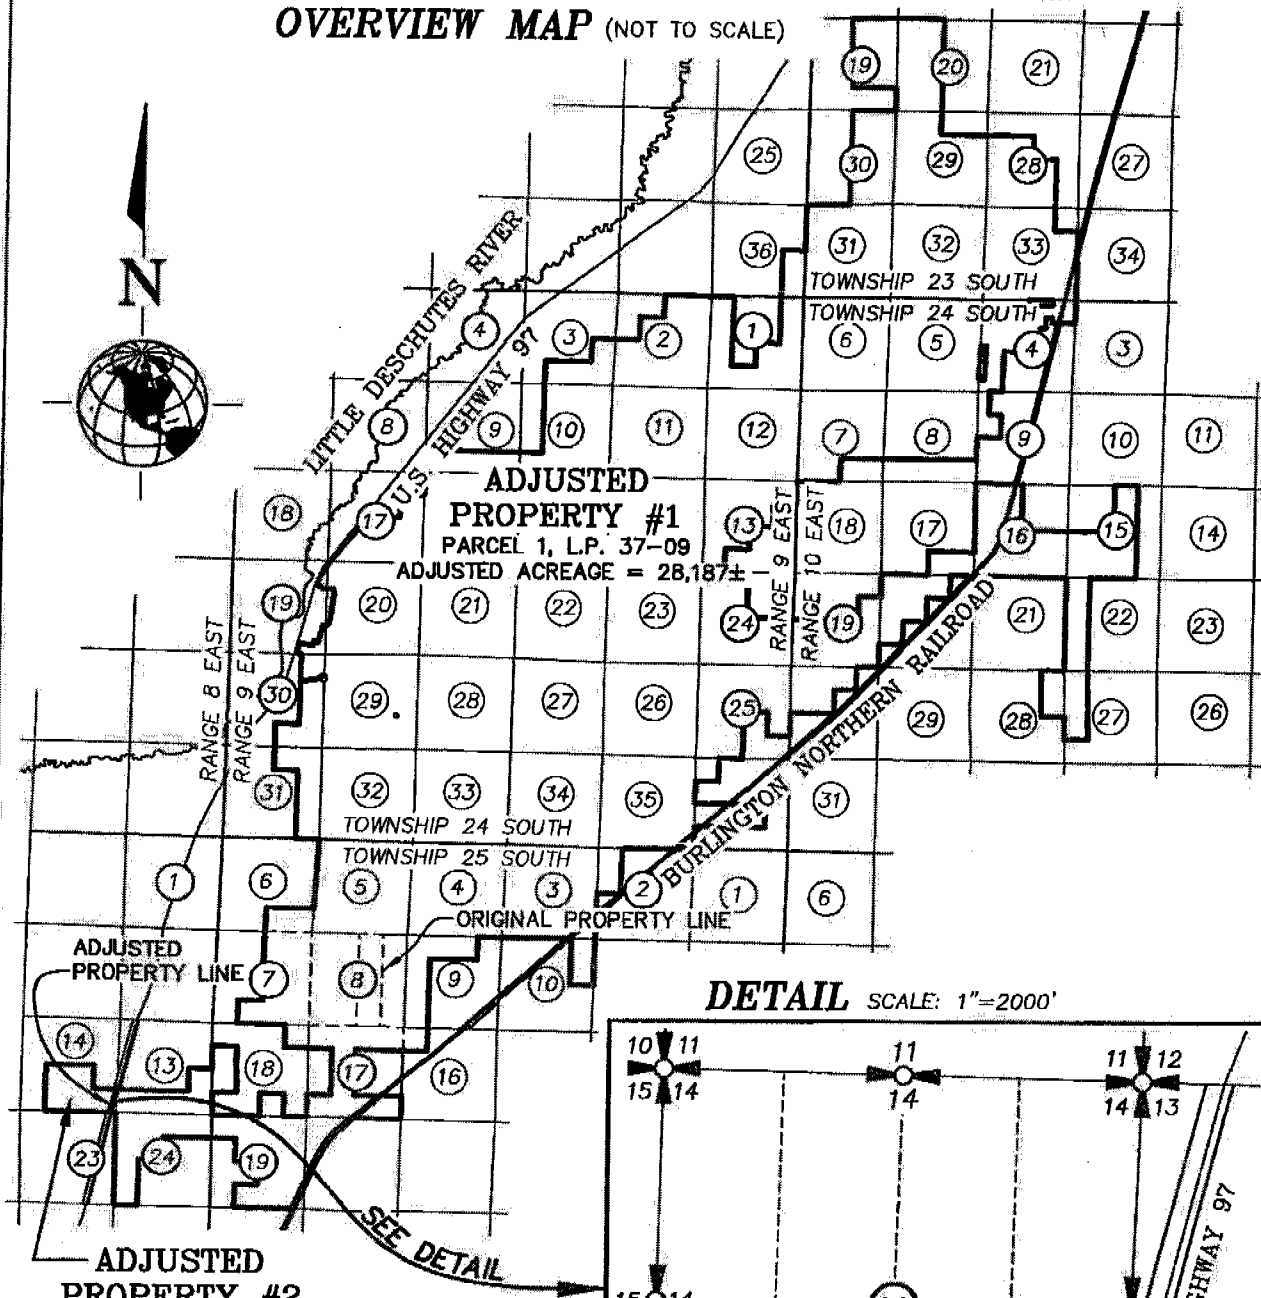 OVERVIEW MAP (NOT TO SCALE)
19 20 21
25 30 29 28 27
36 31 32 33 34
TOWNSHIP 23 SOUTH
TOWNSHIP 24 SOUTH
4 3 2 1 6 5 4 3
N
LITTLE DESCHUTES RIVER
U.S. HIGHWAY 97
8 9 10 11 12 7 8 9 10 11
ADJUSTED
PROPERTY #1
PARCEL 1, L.P. 37-09
ADJUSTED ACREAGE = 28,187±
18 17 13 18 17 16 15 14
RANGE 9 EAST
RANGE 10 EAST
19 20 21 22 23 24 19 21 22 23
RANGE 8 EAST
RANGE 9 EAST
30 29 28 27 26 25 29 28 27 26
BURLINGTON NORTHERN RAILROAD
31 32 33 34 35 31
TOWNSHIP 24 SOUTH
TOWNSHIP 25 SOUTH
1 6 5 4 3 2 1 6
ORIGINAL PROPERTY LINE
ADJUSTED
PROPERTY LINE
7 8 9 10
14 13 18 17 16
23 24 19
SEE DETAIL
ADJUSTED
PROPERTY #2
DETAIL SCALE: 1"=2000'
10 11 11 11 12
15 14 14 14 13
HIGHWAY 97
15 14